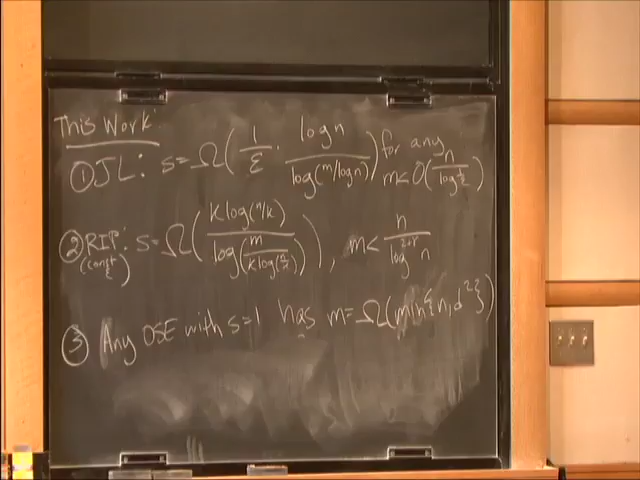 This Work:
① JL: s=Ω(1/ε · log n / log(m/log n)) for any m<O(n / log 1/ε)
② RIP: (const ε) s=Ω(k log(n/k) / log(m / k log(n/k))), m< n / log n
③ Any OSE with s=1 has m=Ω(min{n,d²})